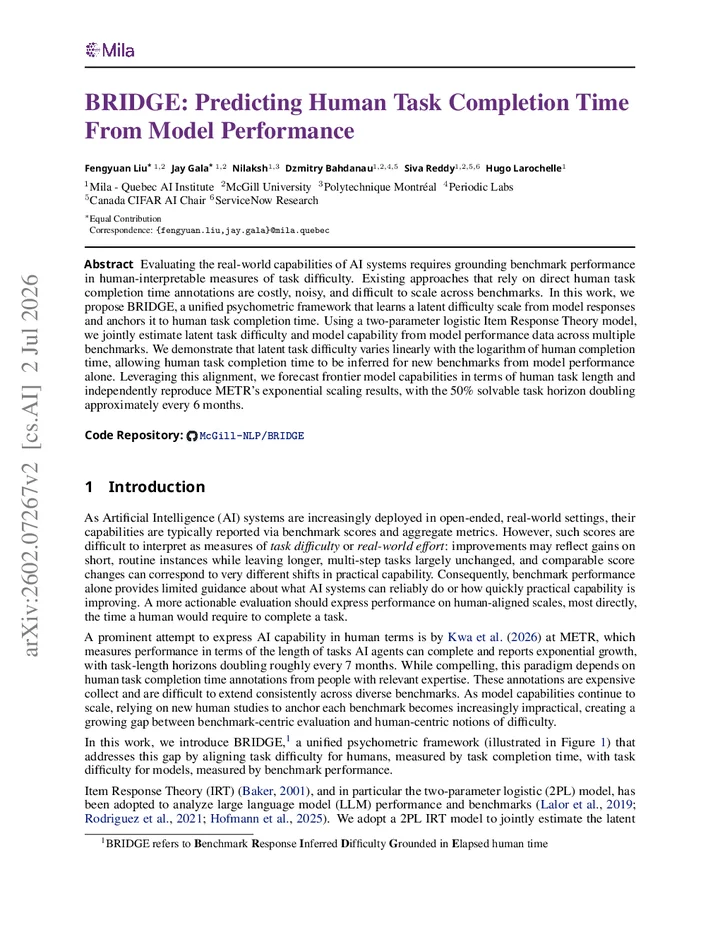 Mila
BRIDGE: Predicting Human Task Completion Time
From Model Performance
Fengyuan Liu* 1,2 Jay Gala* 1,2 Nilaksh1,3 Dzmitry Bahdanau1,2,4,5 Siva Reddy1,2,5,6 Hugo Larochelle1
1Mila - Quebec AI Institute 2McGill University 3Polytechnique Montréal 4Periodic Labs
5Canada CIFAR AI Chair 6ServiceNow Research
*Equal Contribution
Correspondence: {fengyuan.liu,jay.gala}@mila.quebec
Abstract Evaluating the real-world capabilities of AI systems requires grounding benchmark performance
in human-interpretable measures of task difficulty. Existing approaches that rely on direct human task
completion time annotations are costly, noisy, and difficult to scale across benchmarks. In this work, we
propose BRIDGE, a unified psychometric framework that learns a latent difficulty scale from model responses
and anchors it to human task completion time. Using a two-parameter logistic Item Response Theory model,
we jointly estimate latent task difficulty and model capability from model performance data across multiple
benchmarks. We demonstrate that latent task difficulty varies linearly with the logarithm of human completion
time, allowing human task completion time to be inferred for new benchmarks from model performance
alone. Leveraging this alignment, we forecast frontier model capabilities in terms of human task length and
independently reproduce METR's exponential scaling results, with the 50% solvable task horizon doubling
approximately every 6 months.
Code Repository: McGill-NLP/BRIDGE
1 Introduction
As Artificial Intelligence (AI) systems are increasingly deployed in open-ended, real-world settings, their
capabilities are typically reported via benchmark scores and aggregate metrics. However, such scores are
difficult to interpret as measures of task difficulty or real-world effort: improvements may reflect gains on
short, routine instances while leaving longer, multi-step tasks largely unchanged, and comparable score
changes can correspond to very different shifts in practical capability. Consequently, benchmark performance
alone provides limited guidance about what AI systems can reliably do or how quickly practical capability is
improving. A more actionable evaluation should express performance on human-aligned scales, most directly,
the time a human would require to complete a task.
A prominent attempt to express AI capability in human terms is by Kwa et al. (2026) at METR, which
measures performance in terms of the length of tasks AI agents can complete and reports exponential growth,
with task-length horizons doubling roughly every 7 months. While compelling, this paradigm depends on
human task completion time annotations from people with relevant expertise. These annotations are expensive
collect and are difficult to extend consistently across diverse benchmarks. As model capabilities continue to
scale, relying on new human studies to anchor each benchmark becomes increasingly impractical, creating a
growing gap between benchmark-centric evaluation and human-centric notions of difficulty.
In this work, we introduce BRIDGE,1 a unified psychometric framework (illustrated in Figure 1) that
addresses this gap by aligning task difficulty for humans, measured by task completion time, with task
difficulty for models, measured by benchmark performance.
Item Response Theory (IRT) (Baker, 2001), and in particular the two-parameter logistic (2PL) model, has
been adopted to analyze large language model (LLM) performance and benchmarks (Lalor et al., 2019;
Rodriguez et al., 2021; Hofmann et al., 2025). We adopt a 2PL IRT model to jointly estimate the latent
1BRIDGE refers to Benchmark Response Inferred Difficulty Grounded in Elapsed human time
arXiv:2602.07267v2 [cs.AI] 2 Jul 2026